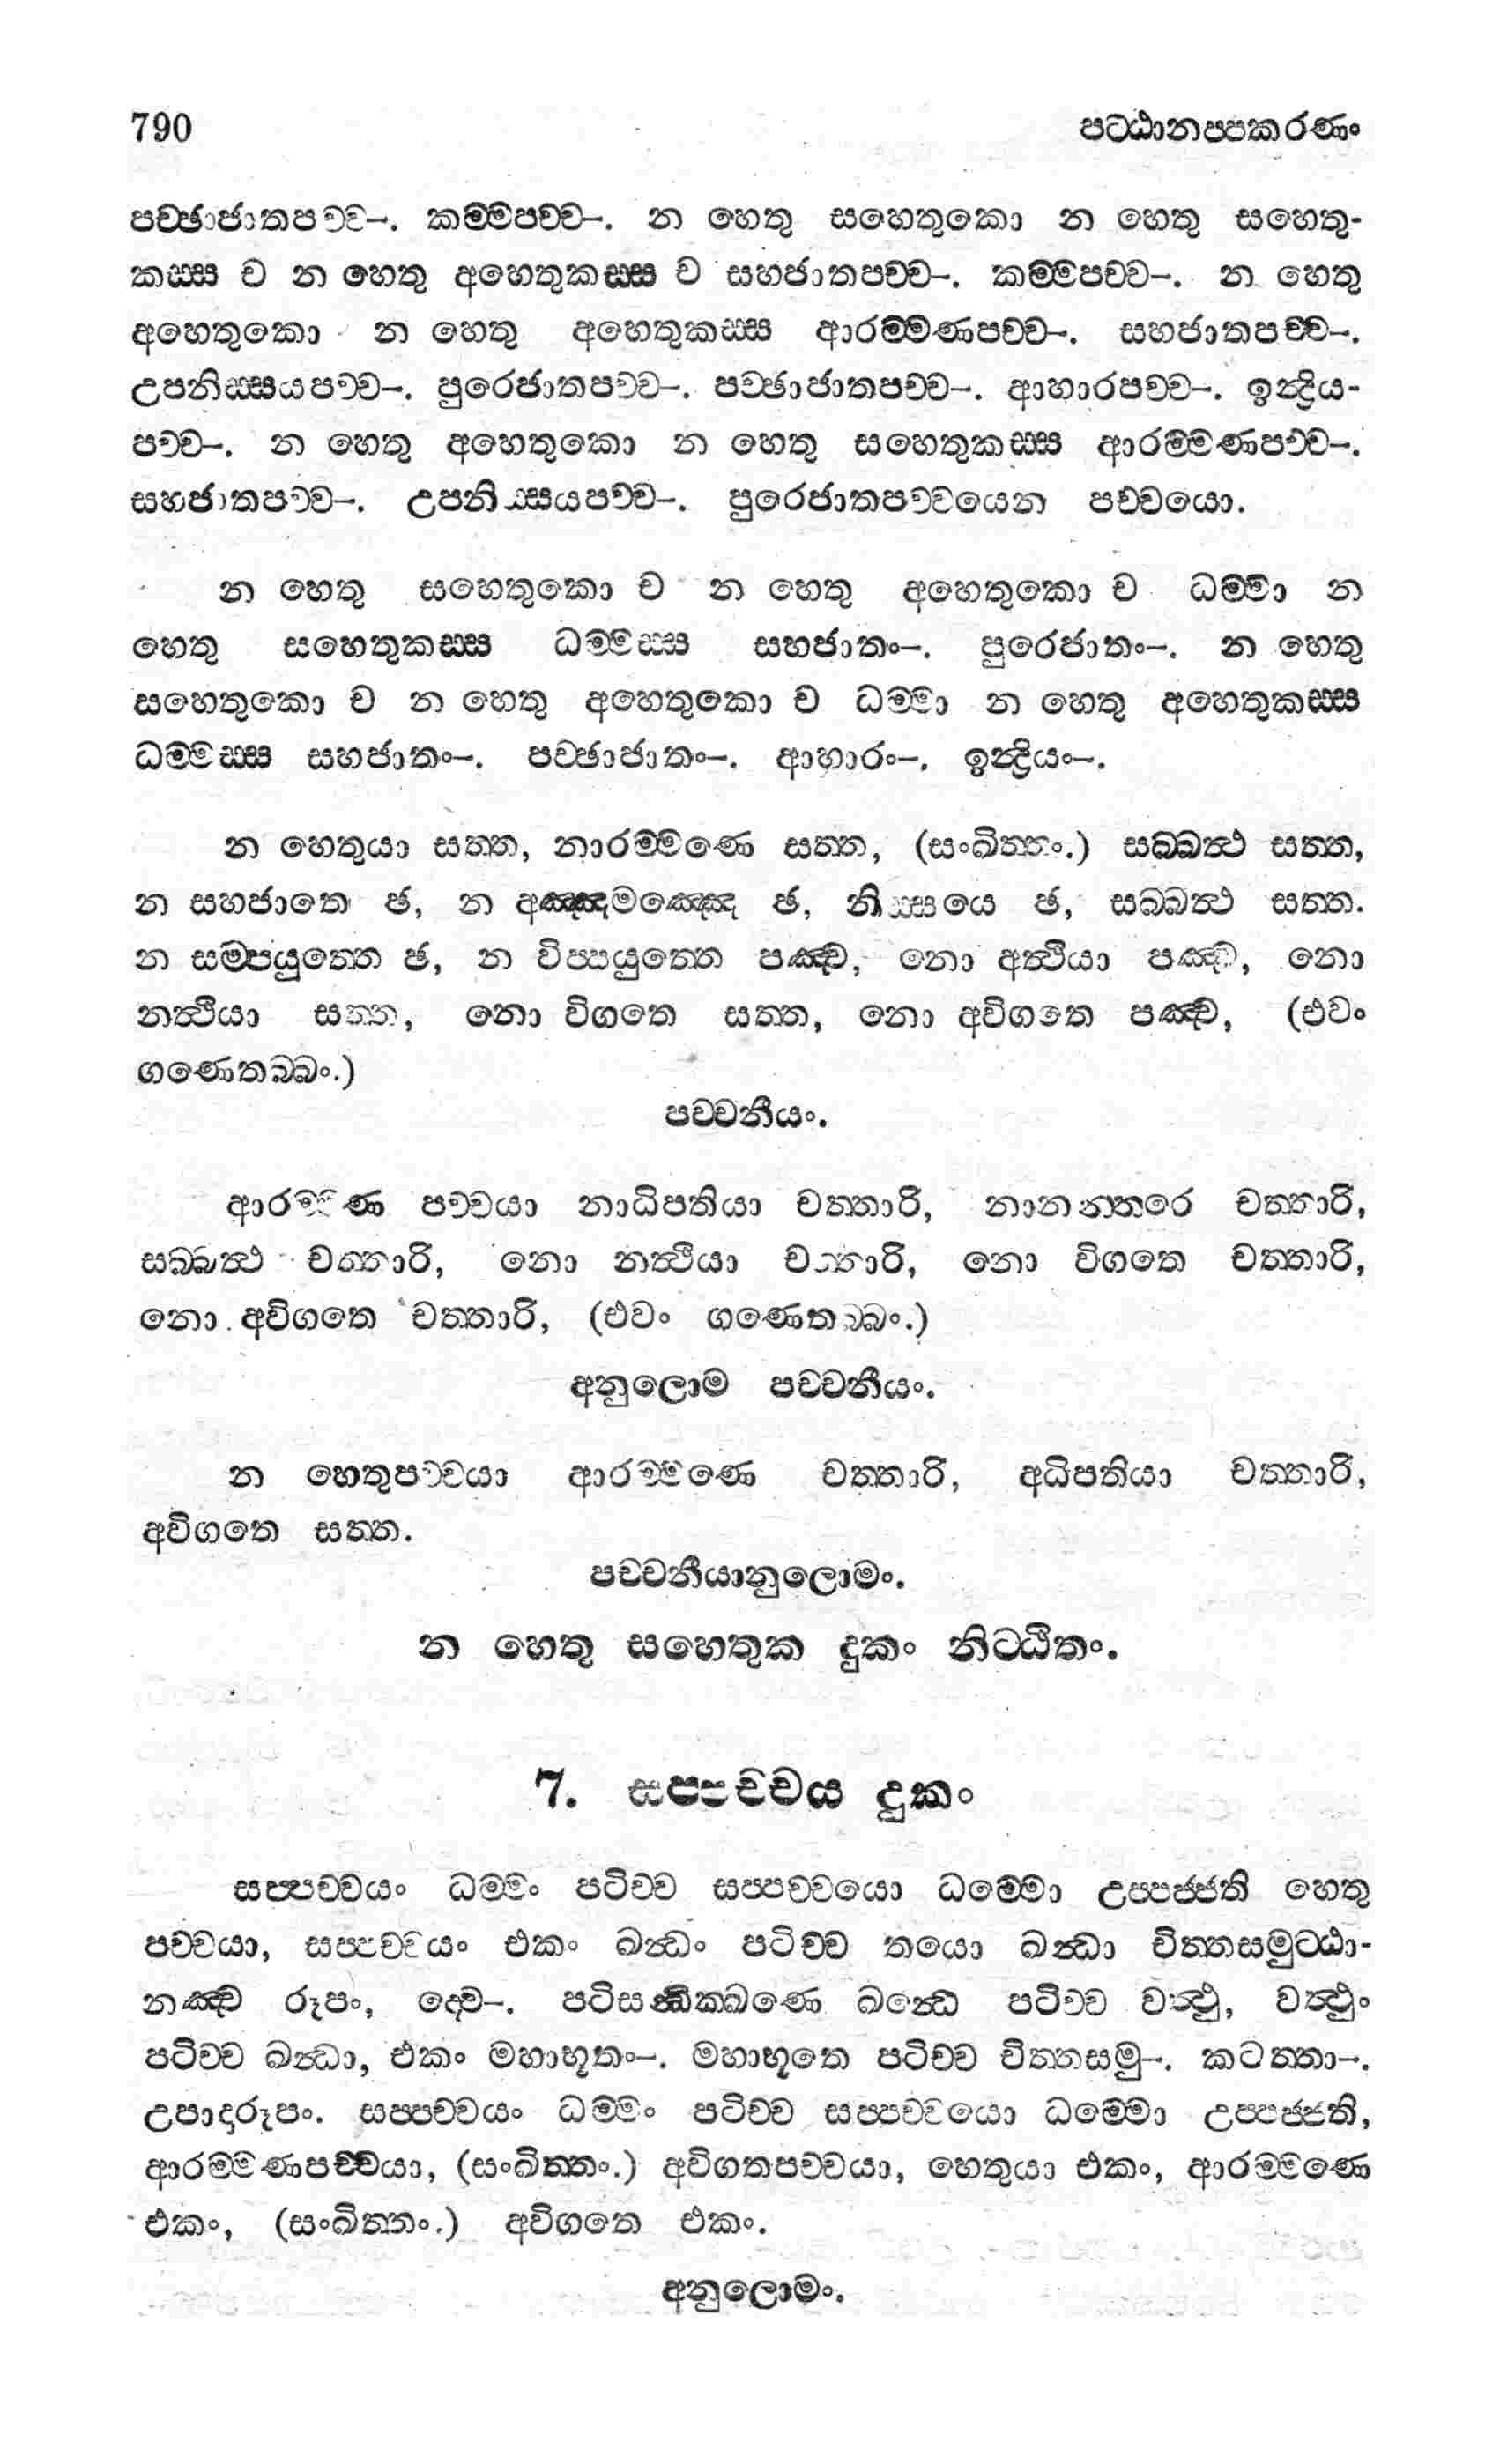 790 පට්ඨානප්පකරණං
පච්ඡාජාතපච්ච–. කම්මපච්ච–. න හෙතු සහෙතුකො න හෙතු සහෙතු-
කස්ස ච න හෙතු අහෙතුකස්ස ච සහජාතපච්ච–. කම්මපච්ච–. න හෙතු
අහෙතුකො න හෙතු අහෙතුකස්ස ආරම්මණපච්ච–. සහජාතපච්ච–.
උපනිස්සයපච්ච–. පුරෙජාතපච්ච–. පච්ඡාජාතපච්ච–. ආහාරපච්ච–. ඉන්ද්‍රිය-
පච්ච–. න හෙතු අහෙතුකො න හෙතු සහෙතුකස්ස ආරම්මණපච්ච–.
සහජාතපච්ච–. උපනිස්සයපච්ච–. පුරෙජාතපච්චයෙන පච්චයො.
න හෙතු සහෙතුකො ච න හෙතු අහෙතුකො ච ධම්මා න
හෙතු සහෙතුකස්ස ධම්මස්ස සහජාතං–. පුරෙජාතං–. න හෙතු
සහෙතුකො ච න හෙතු අහෙතුකො ච ධම්මා න හෙතු අහෙතුකස්ස
ධම්මස්ස සහජාතං–. පච්ඡාජාතං–. ආහාරං–. ඉන්ද්‍රියං–.
න හෙතුයා සත්ත, නාරම්මණෙ සත්ත, (සංඛිත්තං.) සබ්බත්ථ සත්ත,
න සහජාතෙ ඡ, න අඤ්ඤමඤ්ඤෙ ඡ, නිස්සයෙ ඡ, සබ්බත්ථ සත්ත.
න සම්පයුත්තෙ ඡ, න විප්පයුත්තෙ පඤ්ච, නො අත්ථියා පඤ්ච, නො
නත්ථියා සත්ත, නො විගතෙ සත්ත, නො අවිගතෙ පඤ්ච, (එවං
ගණෙතබ්බං.)
පච්චනීයං.
ආරම්මණ පච්චයා නාධිපතියා චත්තාරි, නානන්තරෙ චත්තාරි,
සබ්බත්ථ චත්තාරි, නො නත්ථියා චත්තාරි, නො විගතෙ චත්තාරි,
නො අවිගතෙ චත්තාරි, (එවං ගණෙතබ්බං.)
අනුලොම පච්චනීයං.
න හෙතුපච්චයා ආරම්මණෙ චත්තාරි, අධිපතියා චත්තාරි,
අවිගතෙ සත්ත.
පච්චනීයානුලොමං.
න හෙතු සහෙතුක දුකං නිට්ඨිතං.
7. සප්පච්චය දුකං
සප්පච්චයං ධම්මං පටිච්ච සප්පච්චයො ධම්මො උප්පජ්ජති හෙතු
පච්චයා, සප්පච්චයං එකං ඛන්ධං පටිච්ච තයො ඛන්ධා චිත්තසමුට්ඨා-
නඤ්ච රූපං, ද්වෙ–. පටිසන්ධික්ඛණෙ ඛන්ධෙ පටිච්ච වත්ථු, වත්ථුං
පටිච්ච ඛන්ධා, එකං මහාභූතං–. මහාභූතෙ පටිච්ච චිත්තසමු–. කටත්තා–.
උපාදාරූපං. සප්පච්චයං ධම්මං පටිච්ච සප්පච්චයො ධම්මො උප්පජ්ජති,
ආරම්මණපච්චයා, (සංඛිත්තං.) අවිගතපච්චයා, හෙතුයා එකං, ආරම්මණෙ
එකං, (සංඛිත්තං.) අවිගතෙ එකං.
අනුලොමං.